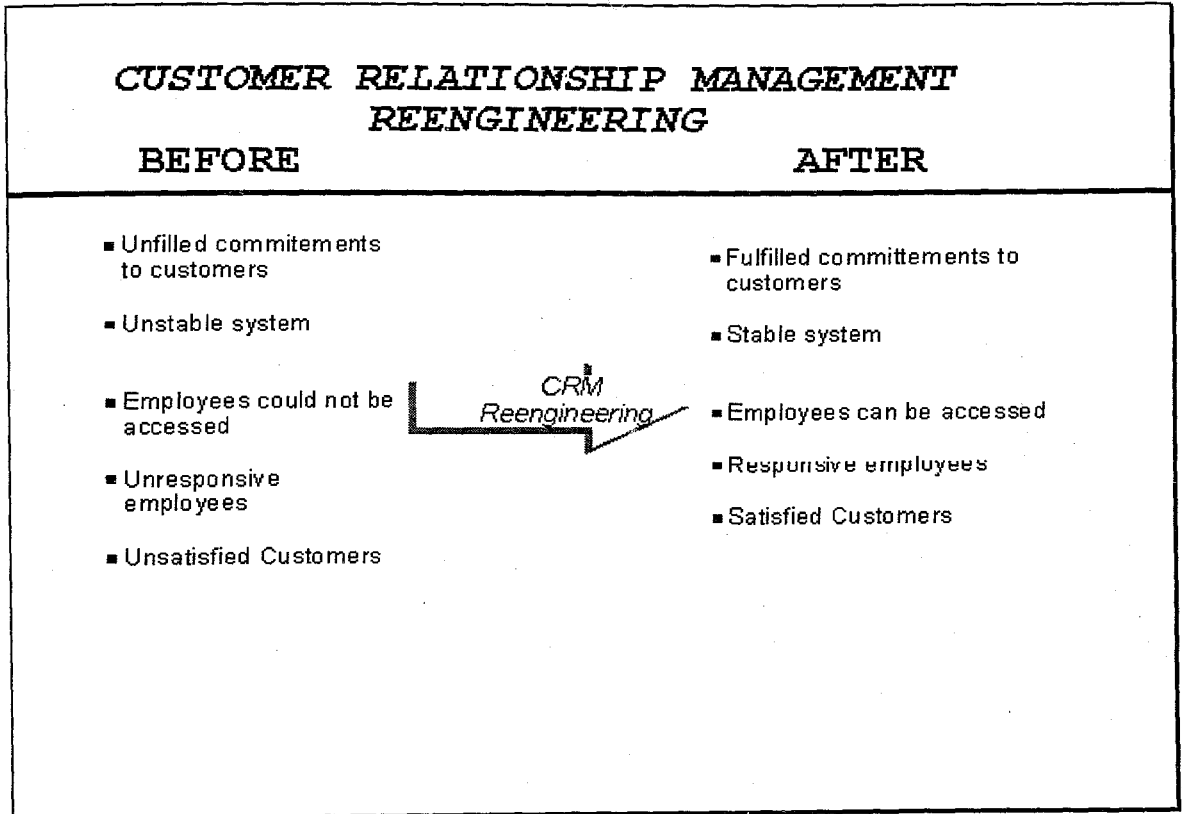 CUSTOMER RELATIONSHIP MANAGEMENT
REENGINEERING
BEFORE
AFTER
▪ Unfilled commitements
to customers
▪ Unstable system
▪ Employees could not be
accessed
▪ Unresponsive
employees
▪ Unsatisfied Customers
CRM
Reengineering
▪ Fulfilled committements to
customers
▪ Stable system
▪ Employees can be accessed
▪ Responsive employees
▪ Satisfied Customers